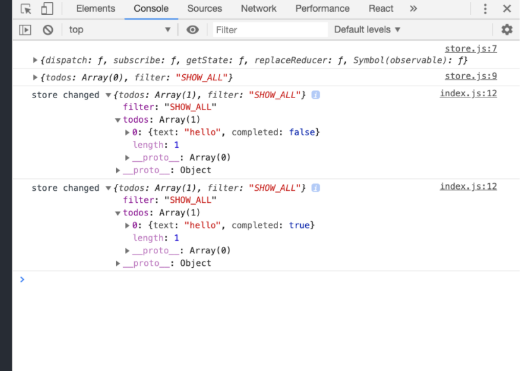 Elements Console Sources Network Performance React »
top Filter Default levels
store.js:7
{dispatch: ƒ, subscribe: ƒ, getState: ƒ, replaceReducer: ƒ, Symbol(observable): ƒ}
{todos: Array(0), filter: "SHOW_ALL"} store.js:9
store changed {todos: Array(1), filter: "SHOW_ALL"} i index.js:12
filter: "SHOW_ALL"
todos: Array(1)
0: {text: "hello", completed: false}
length: 1
__proto__: Array(0)
__proto__: Object
store changed {todos: Array(1), filter: "SHOW_ALL"} i index.js:12
filter: "SHOW_ALL"
todos: Array(1)
0: {text: "hello", completed: true}
length: 1
__proto__: Array(0)
__proto__: Object